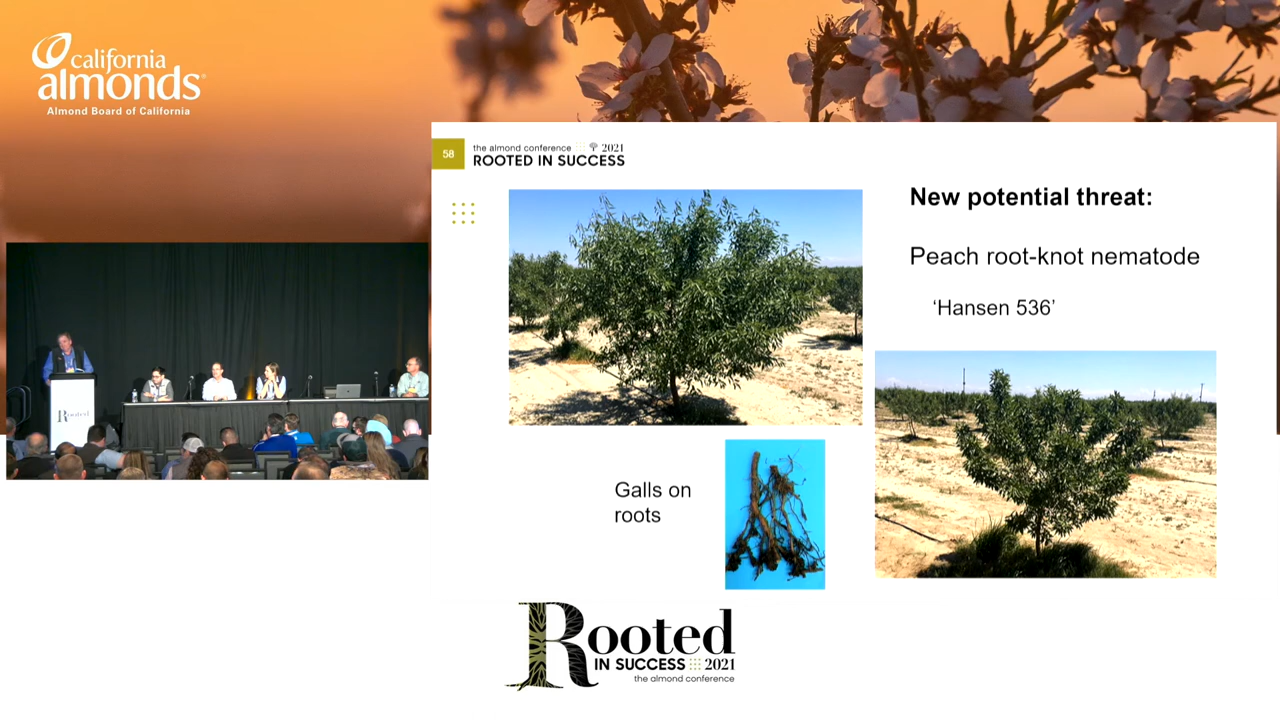 california
almonds
Almond Board of California
58
the almond conference 2021
ROOTED IN SUCCESS
New potential threat:
Peach root-knot nematode
‘Hansen 536’
Galls on
roots
Rooted
Rooted
IN SUCCESS 2021
the almond conference